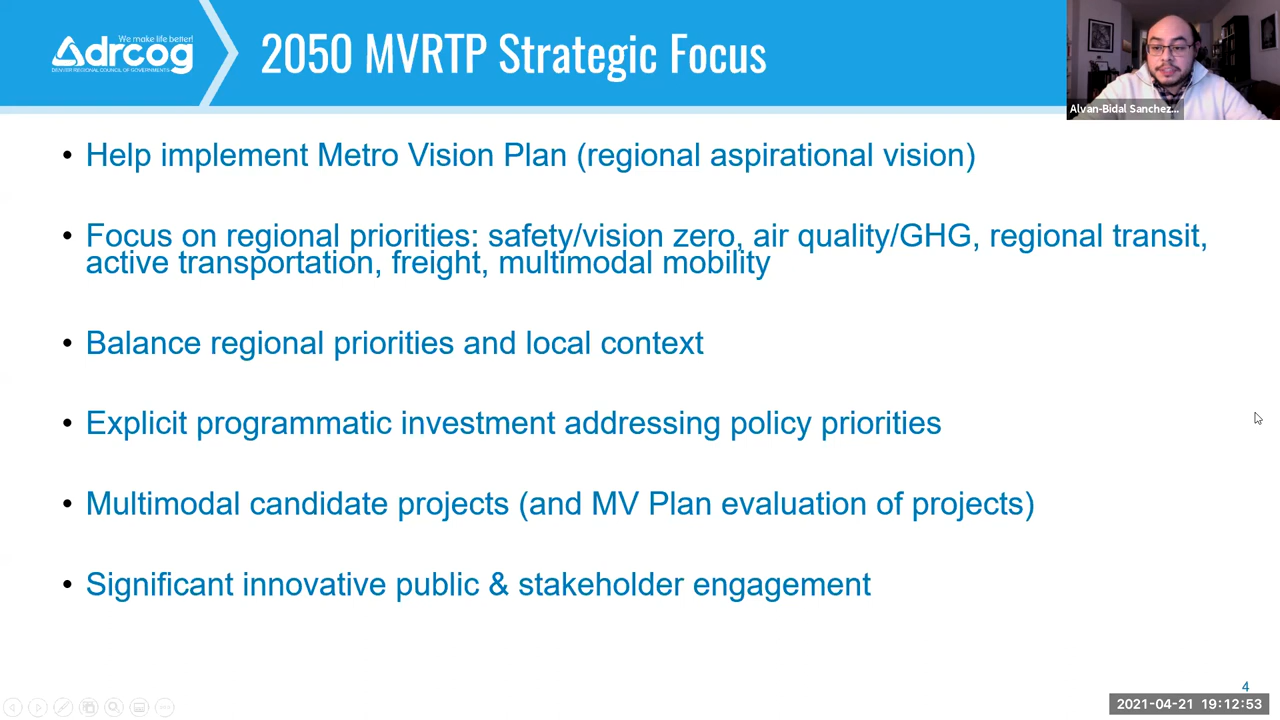 We make life better!
drcog
DENVER REGIONAL COUNCIL OF GOVERNMENTS
2050 MVRTP Strategic Focus
Alvan-Bidal Sanchez...
• Help implement Metro Vision Plan (regional aspirational vision)
• Focus on regional priorities: safety/vision zero, air quality/GHG, regional transit,
active transportation, freight, multimodal mobility
• Balance regional priorities and local context
• Explicit programmatic investment addressing policy priorities
• Multimodal candidate projects (and MV Plan evaluation of projects)
• Significant innovative public & stakeholder engagement
4
2021-04-21 19:12:53